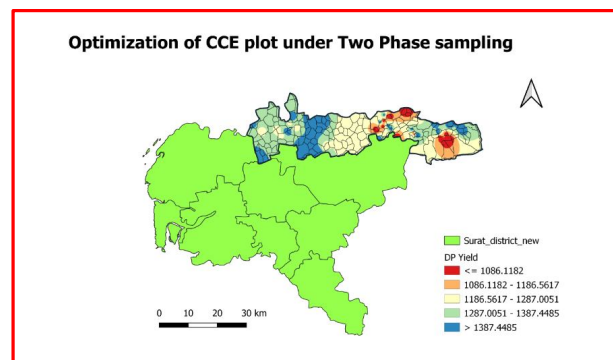 Optimization of CCE plot under Two Phase sampling
Surat_district_new
DP Yield
<= 1086.1182
1086.1182 - 1186.5617
1186.5617 - 1287.0051
1287.0051 - 1387.4485
> 1387.4485
0 10 20 30 km